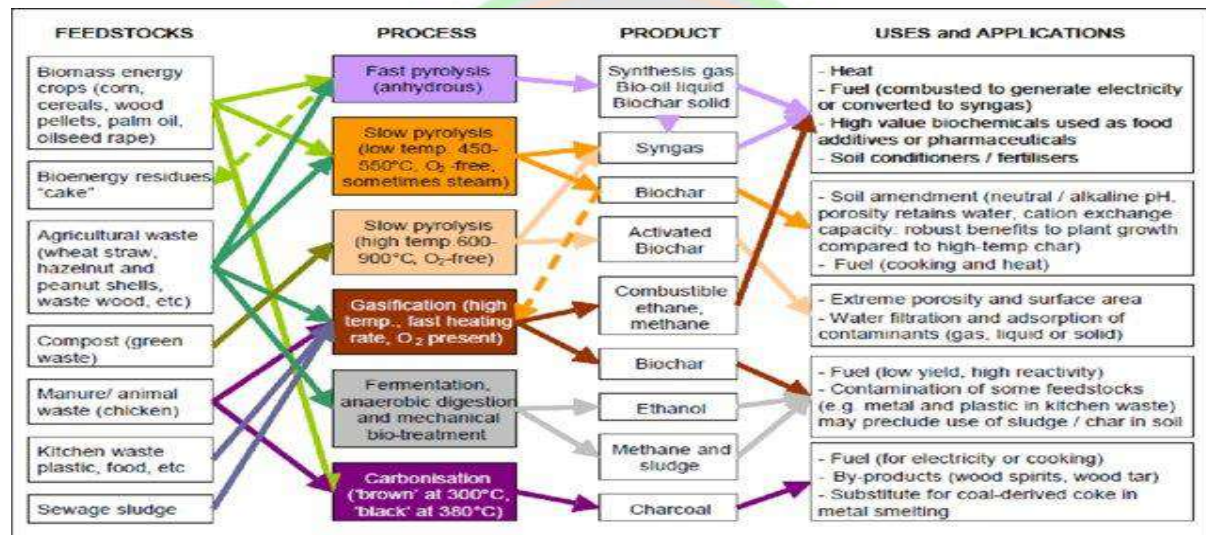 FEEDSTOCKS
Biomass energy
crops (corn,
cereals, wood
pellets, palm oil,
oilseed rape)
Bioenergy residues
"cake"
Agricultural waste
(wheat straw,
hazelnut and
peanut shells,
waste wood, etc)
Compost (green
waste)
Manure/ animal
waste (chicken)
Kitchen waste
plastic, food, etc
Sewage sludge
PROCESS
Fast pyrolysis
(anhydrous)
Slow pyrolysis
(low temp. 450-
550°C, O₂ -free,
sometimes steam)
Slow pyrolysis
(high temp 600-
900°C, O₂-free)
Gasification (high
temp., fast heating
rate, O₂ present)
Fermentation,
anaerobic digestion
and mechanical
bio-treatment
Carbonisation
('brown' at 300°C,
'black' at 380°C)
PRODUCT
Synthesis gas
Bio-oil liquid
Biochar solid
Syngas
Biochar
Activated
Biochar
Combustible
ethane,
methane
Biochar
Ethanol
Methane and
sludge
Charcoal
USES and APPLICATIONS
- Heat
- Fuel (combusted to generate electricity
or converted to syngas)
- High value biochemicals used as food
additives or pharmaceuticals
- Soil conditioners / fertilisers
- Soil amendment (neutral / alkaline pH,
porosity retains water, cation exchange
capacity: robust benefits to plant growth
compared to high-temp char)
- Fuel (cooking and heat)
- Extreme porosity and surface area
- Water filtration and adsorption of
contaminants (gas, liquid or solid)
- Fuel (low yield, high reactivity)
- Contamination of some feedstocks
(e.g. metal and plastic in kitchen waste)
may preclude use of sludge / char in soil
- Fuel (for electricity or cooking)
- By-products (wood spirits, wood tar)
- Substitute for coal-derived coke in
metal smelting